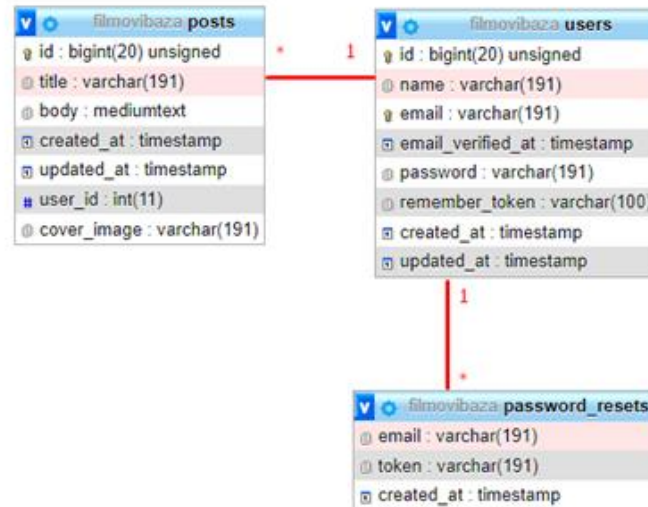 filmovibaza posts
id : bigint(20) unsigned
title : varchar(191)
body : mediumtext
created_at : timestamp
updated_at : timestamp
user_id : int(11)
cover_image : varchar(191)
* 1
filmovibaza users
id : bigint(20) unsigned
name : varchar(191)
email : varchar(191)
email_verified_at : timestamp
password : varchar(191)
remember_token : varchar(100)
created_at : timestamp
updated_at : timestamp
1
*
filmovibaza password_resets
email : varchar(191)
token : varchar(191)
created_at : timestamp